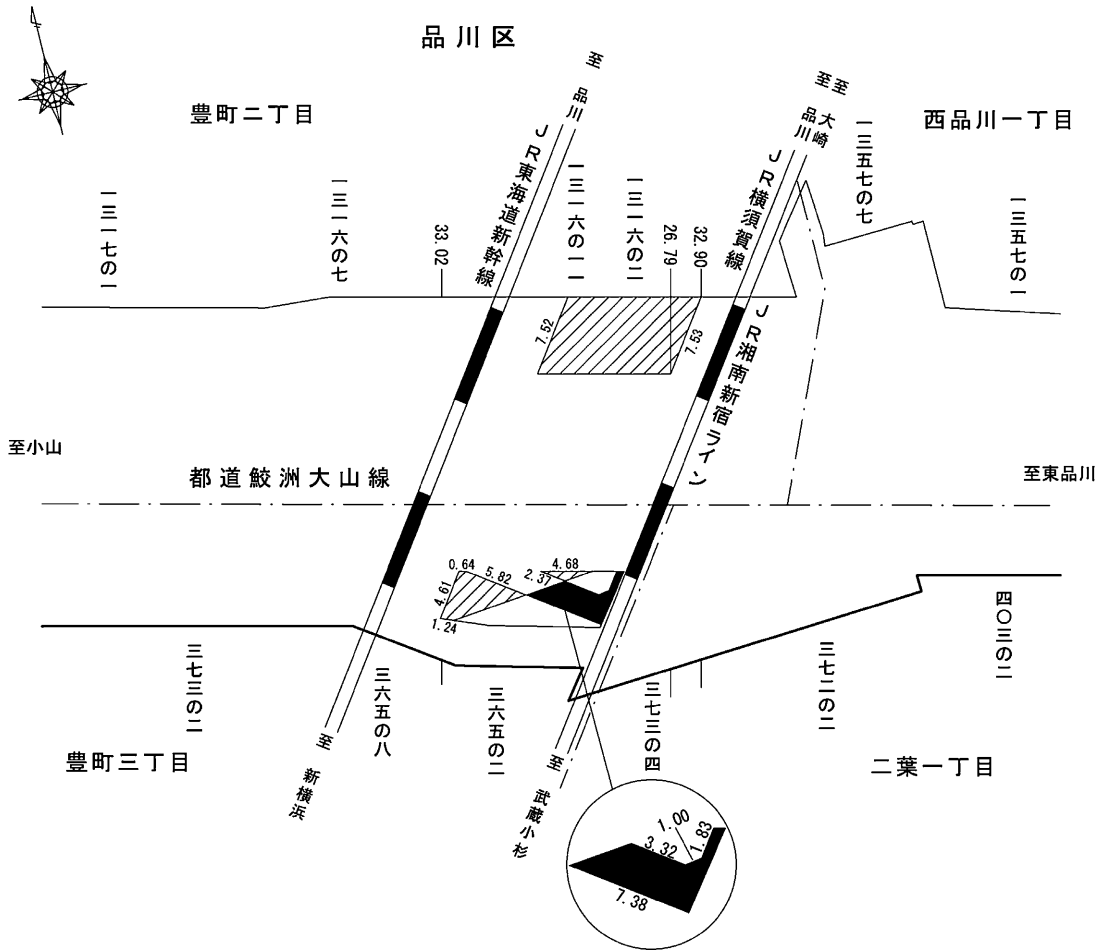 品川区
豊町二丁目
西品川一丁目
至品川
至品川
至大崎
JR東海道新幹線
JR横須賀線
JR湘南新宿ライン
一三一七の一
一三一六の七
33.02
一三一六の一一
一三一六の二
26.79
32.90
一三五七の七
一三五七の一
7.52
7.53
至小山
都道鮫洲大山線
至東品川
0.64
5.82
2.37
4.68
4.61
1.24
三七三の二
三六五の八
三六五の二
三七三の四
三七二の二
四〇三の二
豊町三丁目
至新横浜
至武蔵小杉
二葉一丁目
1.00
3.32
1.83
7.38